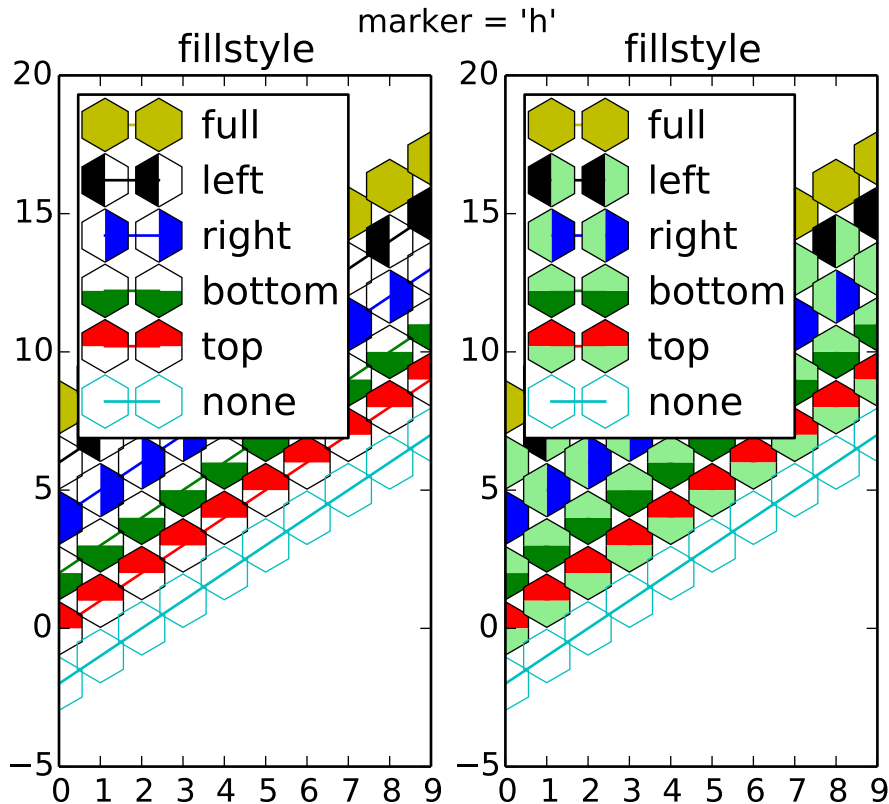 marker = 'h'
fillstyle
20
15
10
5
0
−5
0 1 2 3 4 5 6 7 8 9
full
left
right
bottom
top
none
fillstyle
20
15
10
5
0
−5
0 1 2 3 4 5 6 7 8 9
full
left
right
bottom
top
none